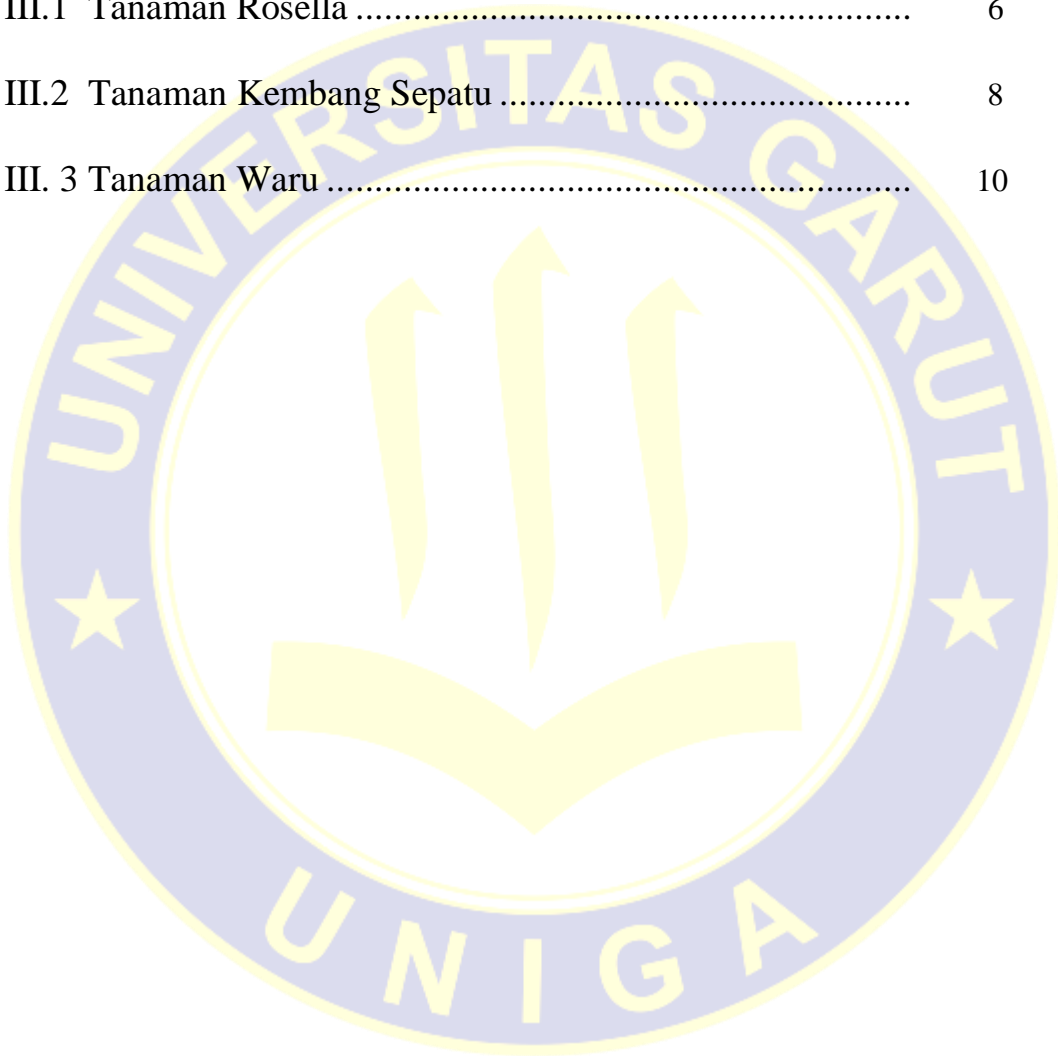 III.1 Tanaman Rosella .......................................................... 6
III.2 Tanaman Kembang Sepatu ........................................... 8
III. 3 Tanaman Waru ............................................................. 10
UNIVERSITAS GARUT
UNIGA